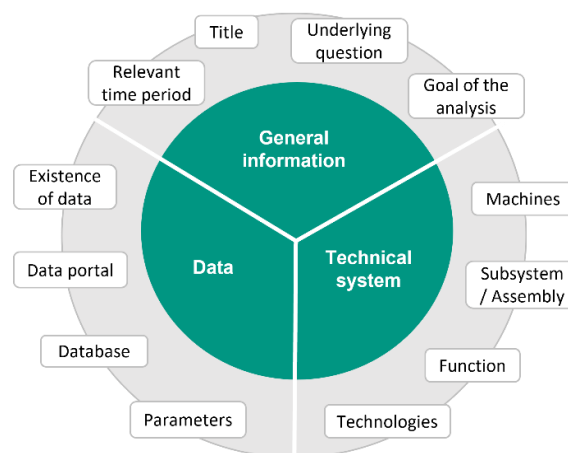 Title
Underlying
question
Relevant
time period
Goal of the
analysis
General
information
Existence
of data
Machines
Data
Technical
system
Data portal
Subsystem
/ Assembly
Database
Function
Parameters
Technologies